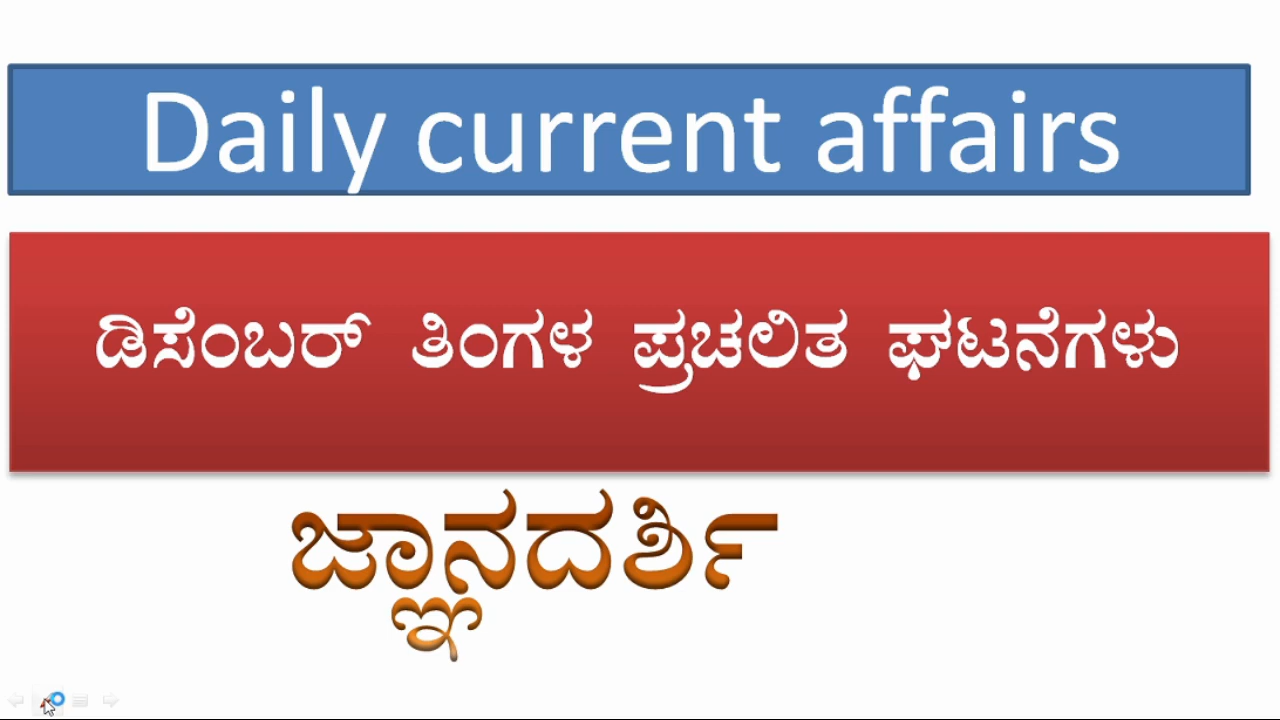 Daily current affairs
ಡಿಸೆಂಬರ್ ತಿಂಗಳ ಪ್ರಚಲಿತ ಘಟನೆಗಳು
ಜ್ಞಾನದರ್ಶಿ